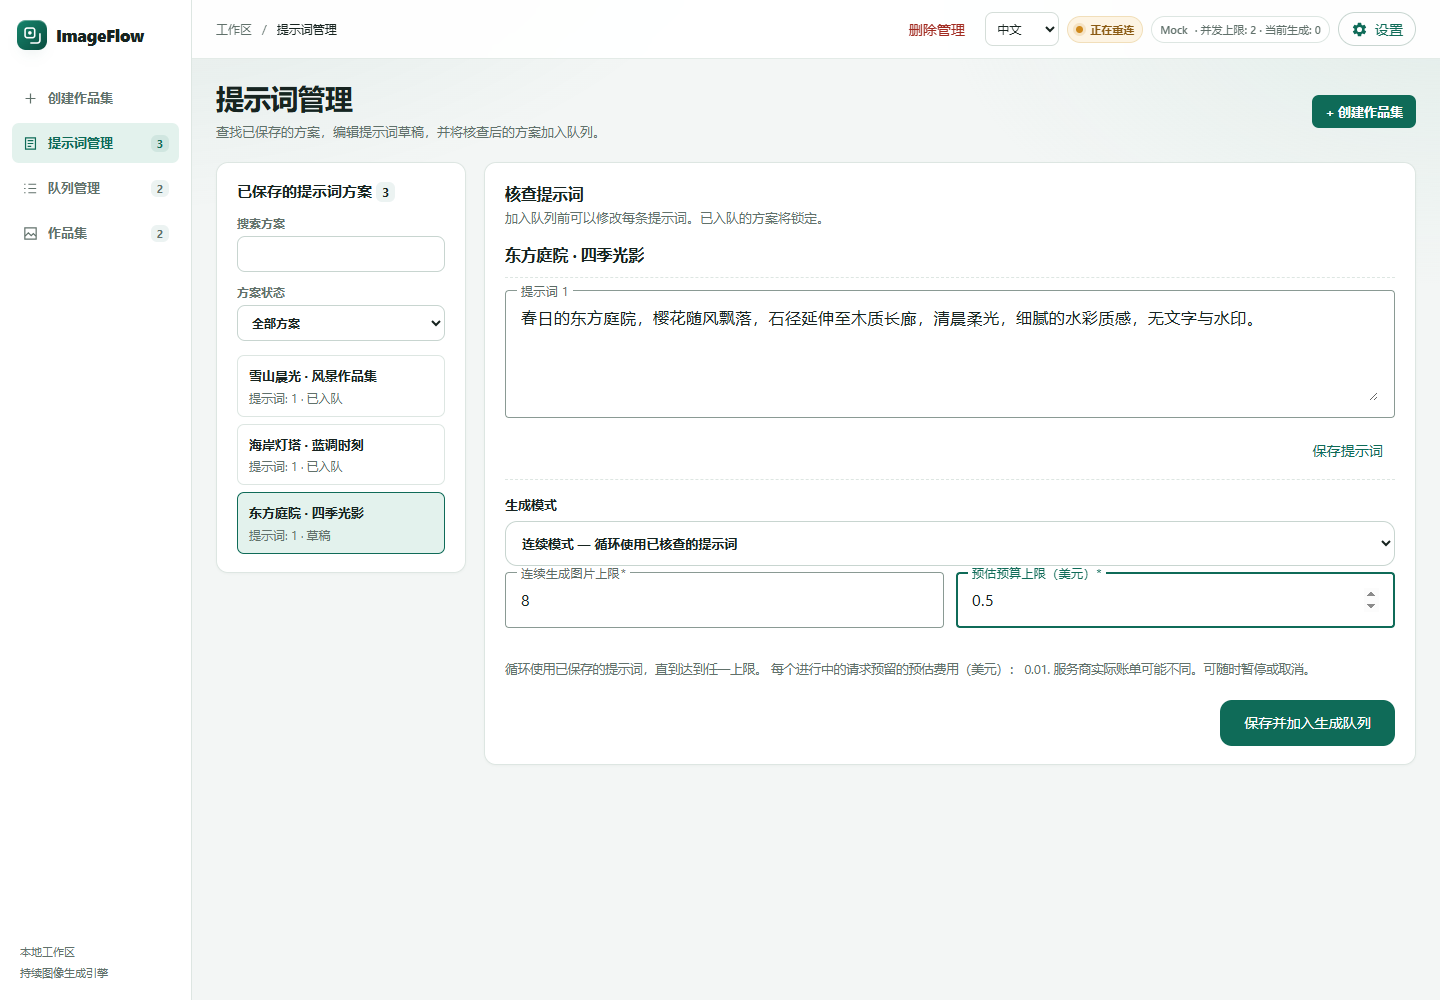 ImageFlow
创建作品集
提示词管理 3
队列管理 2
作品集 2
本地工作区
持续图像生成引擎
工作区 / 提示词管理
删除管理
中文
正在重连
Mock · 并发上限: 2 · 当前生成: 0
设置
提示词管理
查找已保存的方案，编辑提示词草稿，并将核查后的方案加入队列。
+ 创建作品集
已保存的提示词方案 3
搜索方案
方案状态
全部方案
雪山晨光 · 风景作品集
提示词: 1 · 已入队
海岸灯塔 · 蓝调时刻
提示词: 1 · 已入队
东方庭院 · 四季光影
提示词: 1 · 草稿
核查提示词
加入队列前可以修改每条提示词。已入队的方案将锁定。
东方庭院 · 四季光影
提示词 1
春日的东方庭院，樱花随风飘落，石径延伸至木质长廊，清晨柔光，细腻的水彩质感，无文字与水印。
保存提示词
生成模式
连续模式 — 循环使用已核查的提示词
连续生成图片上限*
8
预估预算上限（美元）*
0.5
循环使用已保存的提示词，直到达到任一上限。 每个进行中的请求预留的预估费用（美元）： 0.01. 服务商实际账单可能不同。可随时暂停或取消。
保存并加入生成队列